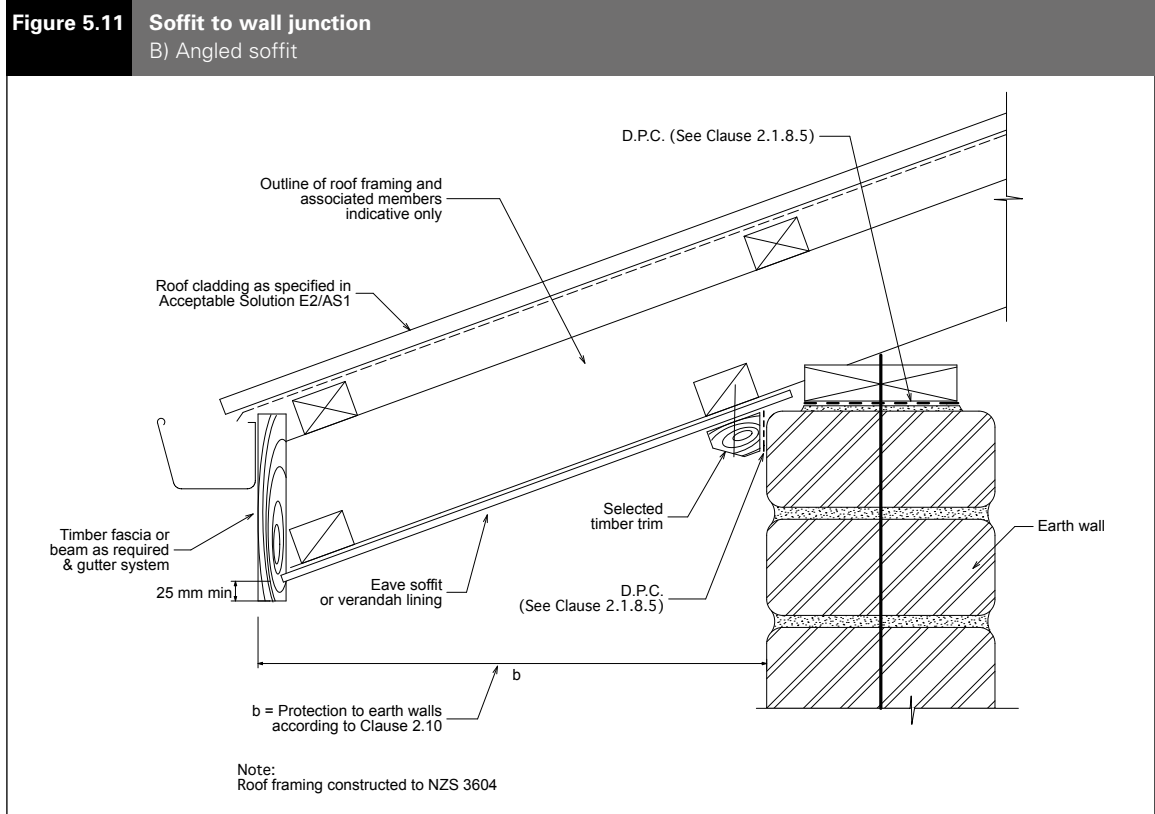 Figure 5.11
Soffit to wall junction
B) Angled soffit
D.P.C. (See Clause 2.1.8.5)
Outline of roof framing and
associated members
indicative only
Roof cladding as specified in
Acceptable Solution E2/AS1
Selected
timber trim
Earth wall
Timber fascia or
beam as required
& gutter system
25 mm min
Eave soffit
or verandah lining
D.P.C.
(See Clause 2.1.8.5)
b
b = Protection to earth walls
according to Clause 2.10
Note:
Roof framing constructed to NZS 3604